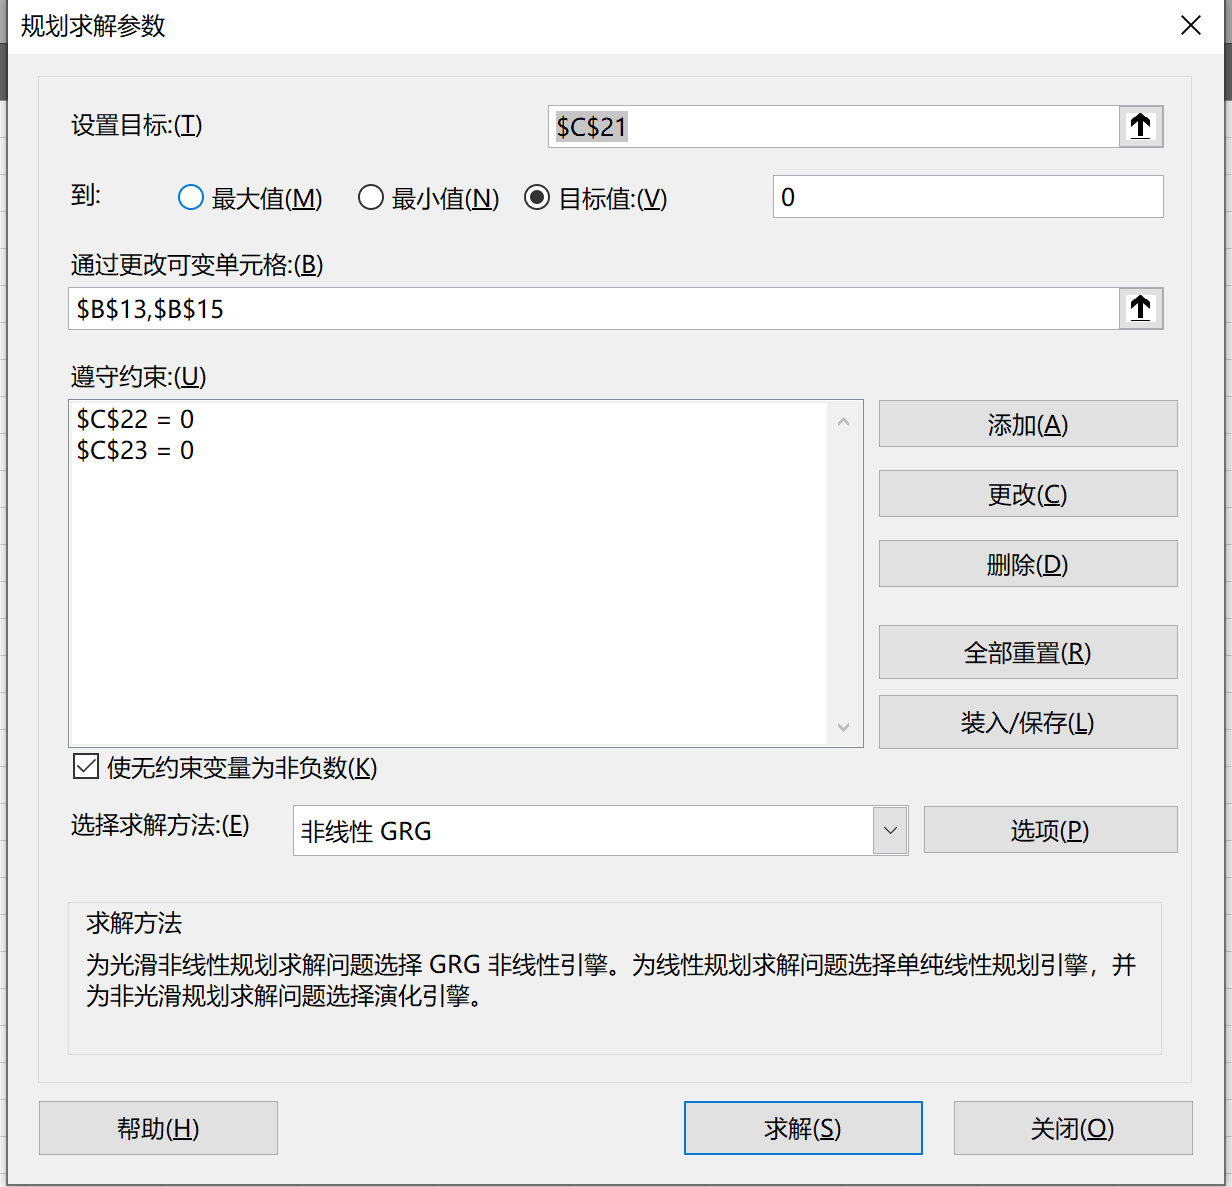 规划求解参数
设置目标:(T)
$C$21
到:
最大值(M)
最小值(N)
目标值:(V)
0
通过更改可变单元格:(B)
$B$13,$B$15
遵守约束:(U)
$C$22 = 0
$C$23 = 0
添加(A)
更改(C)
删除(D)
全部重置(R)
装入/保存(L)
使无约束变量为非负数(K)
选择求解方法:(E)
非线性 GRG
选项(P)
求解方法
为光滑非线性规划求解问题选择 GRG 非线性引擎。为线性规划求解问题选择单纯线性规划引擎，并
为非光滑规划求解问题选择演化引擎。
帮助(H)
求解(S)
关闭(O)